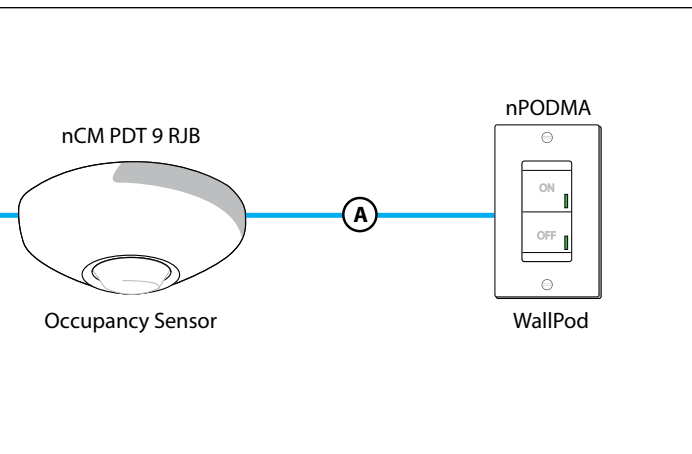 nPODMA
nCM PDT 9 RJB
ON
A
OFF
Occupancy Sensor
WallPod